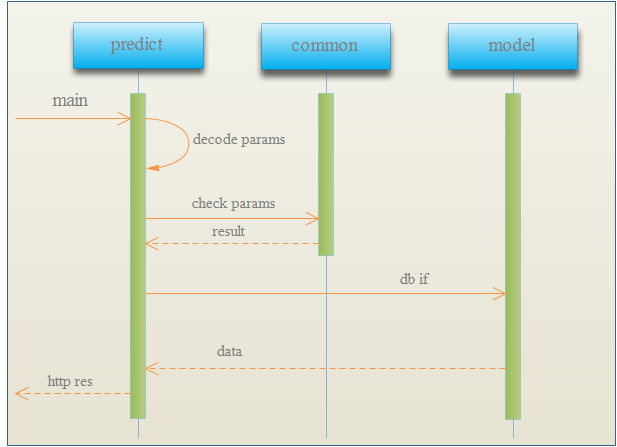 predict
common
model
main
decode params
check params
result
db if
data
http res